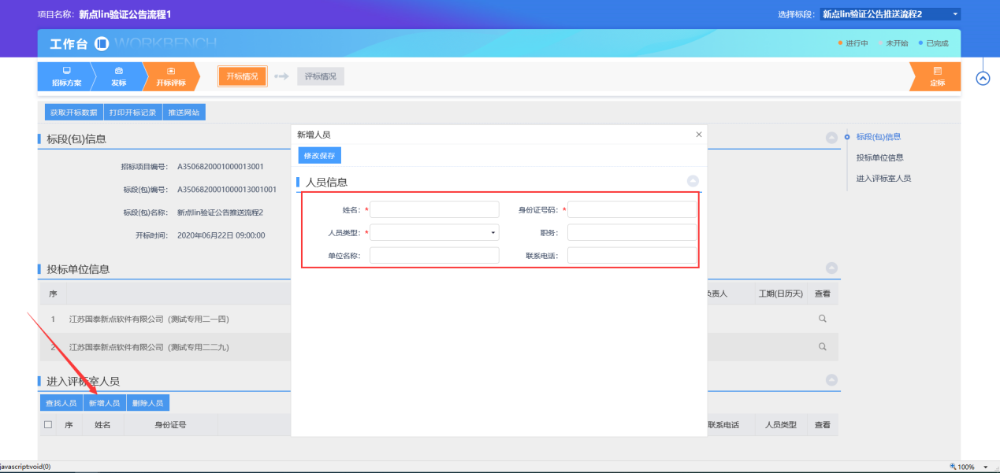 项目名称: 新点lin验证公告流程1
选择标段: 新点lin验证公告推送流程2
工作台 WORKBENCH
进行中 未开始 已完成
招标方案 发标 开标评标 开标情况 评标情况 定标
获取开标数据 打印开标记录 推送网站
新增人员
修改保存
人员信息
姓名: * 身份证号码: *
人员类型: * 职务:
单位名称: 联系电话:
标段(包)信息
招标项目编号: A3506820001000013001
标段(包)编号: A3506820001000013001001
标段(包)名称: 新点lin验证公告推送流程2
开标时间: 2020年06月22日 09:00:00
标段(包)信息
投标单位信息
进入评标室人员
投标单位信息
序 负责人 工期(日历天) 查看
1 江苏国泰新点软件有限公司 (测试专用二一四)
2 江苏国泰新点软件有限公司 (测试专用二二九)
进入评标室人员
查找人员 新增人员 删除人员
序 姓名 身份证号 联系电话 人员类型 查看
javascript:void(0) 100%